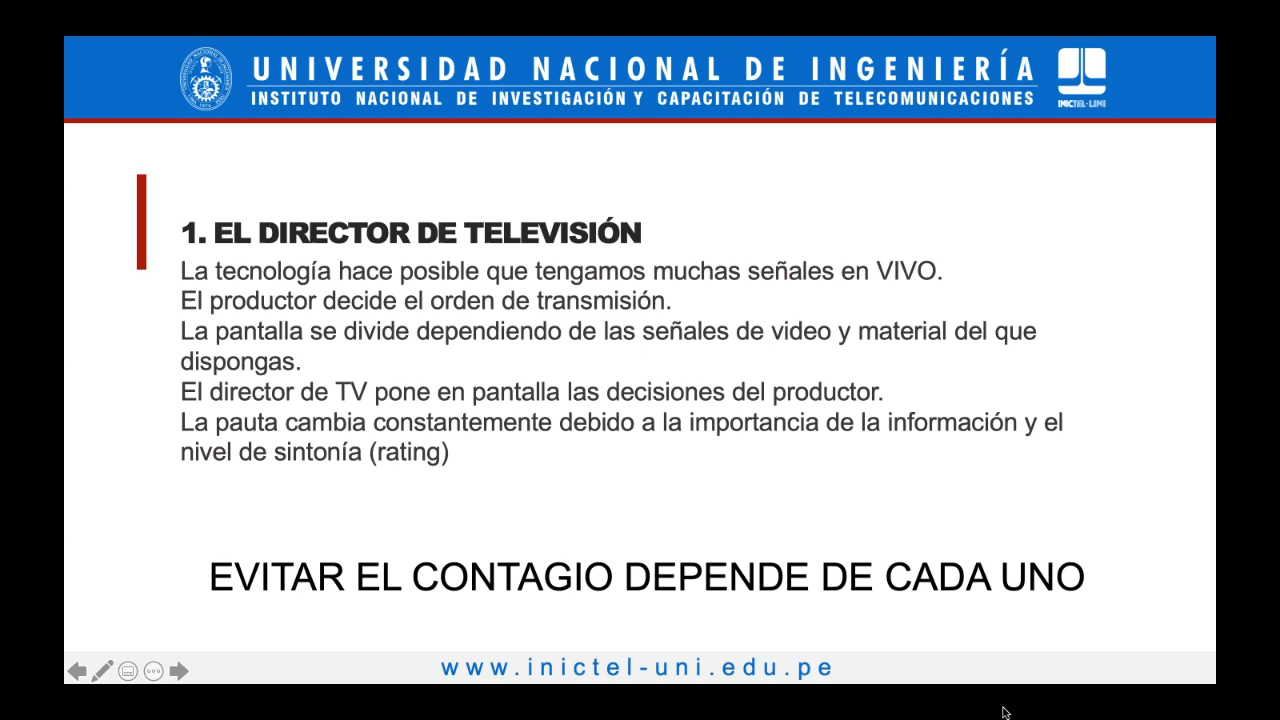 UNIVERSIDAD NACIONAL DE INGENIERÍA
INSTITUTO NACIONAL DE INVESTIGACIÓN Y CAPACITACIÓN DE TELECOMUNICACIONES
INICTEL-UNI
1. EL DIRECTOR DE TELEVISIÓN
La tecnología hace posible que tengamos muchas señales en VIVO.
El productor decide el orden de transmisión.
La pantalla se divide dependiendo de las señales de video y material del que
dispongas.
El director de TV pone en pantalla las decisiones del productor.
La pauta cambia constantemente debido a la importancia de la información y el
nivel de sintonía (rating)
EVITAR EL CONTAGIO DEPENDE DE CADA UNO
www.inictel-uni.edu.pe